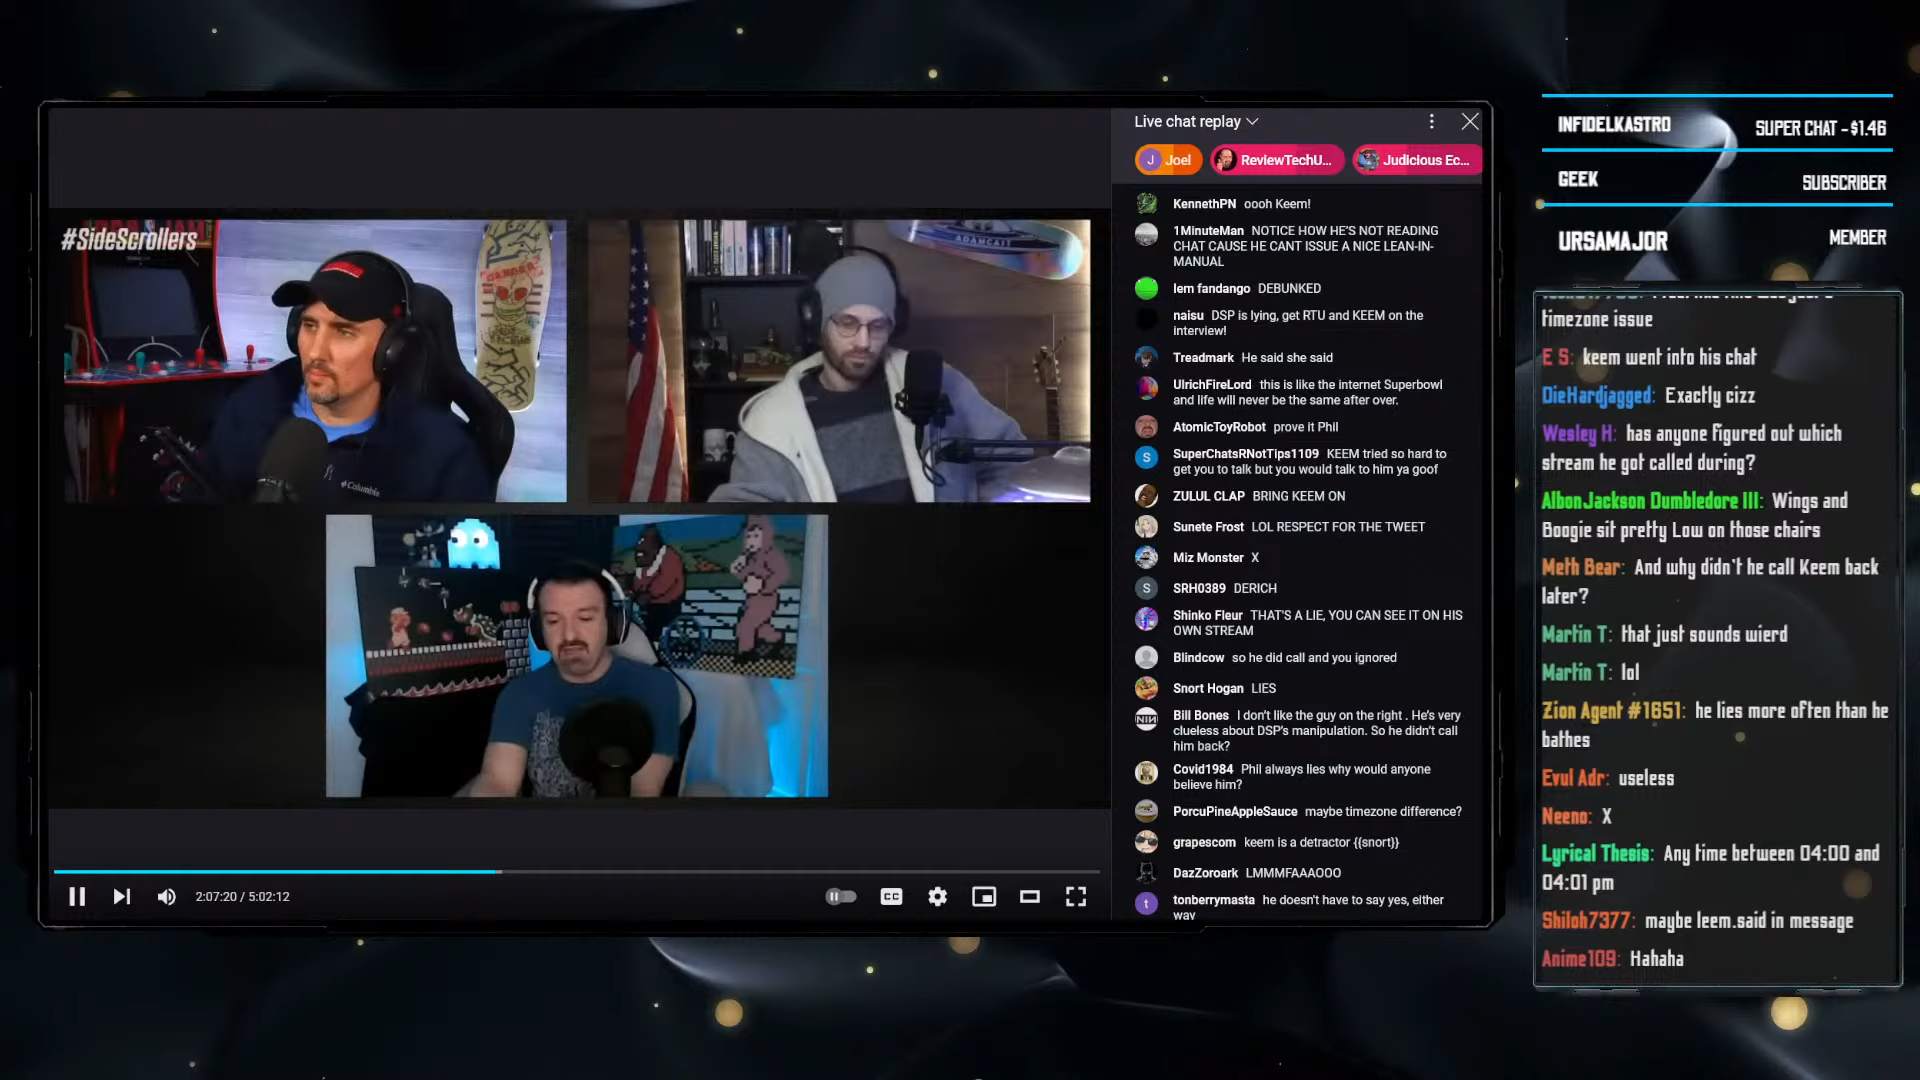 #SideScrollers
ADAMCAST
Columbia
2:07:20 / 5:02:12
CC
Live chat replay
J Joel
ReviewTechU...
Judicious Ec...
KennethPN oooh Keem!
1MinuteMan NOTICE HOW HE'S NOT READING
CHAT CAUSE HE CANT ISSUE A NICE LEAN-IN-
MANUAL
lem fandango DEBUNKED
naisu DSP is lying, get RTU and KEEM on the
interview!
Treadmark He said she said
UlrichFireLord this is like the internet Superbowl
and life will never be the same after over.
AtomicToyRobot prove it Phil
S SuperChatsRNotTips1109 KEEM tried so hard to
get you to talk but you would talk to him ya goof
ZULUL CLAP BRING KEEM ON
Sunete Frost LOL RESPECT FOR THE TWEET
Miz Monster X
S SRH0389 DERICH
Shinko Fleur THAT'S A LIE, YOU CAN SEE IT ON HIS
OWN STREAM
Blindcow so he did call and you ignored
Snort Hogan LIES
NIN Bill Bones I don't like the guy on the right . He's very
clueless about DSP's manipulation. So he didn't call
him back?
Covid1984 Phil always lies why would anyone
believe him?
PorcuPineAppleSauce maybe timezone difference?
grapescom keem is a detractor {{snort}}
DazZoroark LMMMFAAAOOO
t tonberrymasta he doesn't have to say yes, either
way
INFIDELKASTRO SUPER CHAT - $1.46
GEEK SUBSCRIBER
URSAMAJOR MEMBER
timezone issue
E S: keem went into his chat
DieHardjagged: Exactly cizz
Wesley H: has anyone figured out which
stream he got called during?
AlbonJackson Dumbledore III: Wings and
Boogie sit pretty Low on those chairs
Meth Bear: And why didn't he call Keem back
later?
Martin T: that just sounds wierd
Martin T: lol
Zion Agent #1651: he lies more often than he
bathes
Evul Adr: useless
Neeno: X
Lyrical Thesis: Any time between 04:00 and
04:01 pm
Shiloh7377: maybe leem.said in message
Anime109: Hahaha